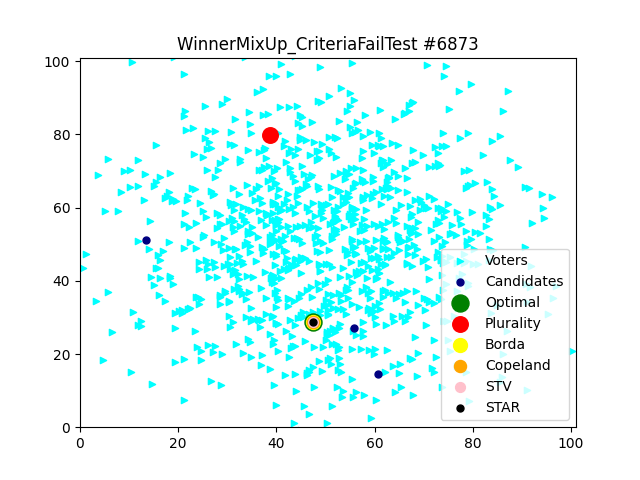 WinnerMixUp_CriteriaFailTest #6873
100
80
60
40
20
0
0 20 40 60 80 100
Voters
Candidates
Optimal
Plurality
Borda
Copeland
STV
STAR